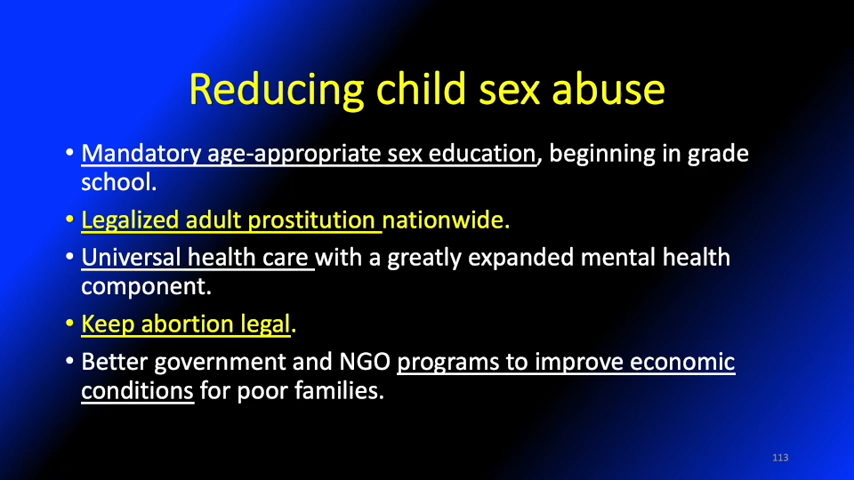 Reducing child sex abuse
• Mandatory age-appropriate sex education, beginning in grade
school.
• Legalized adult prostitution nationwide.
• Universal health care with a greatly expanded mental health
component.
• Keep abortion legal.
• Better government and NGO programs to improve economic
conditions for poor families.
113